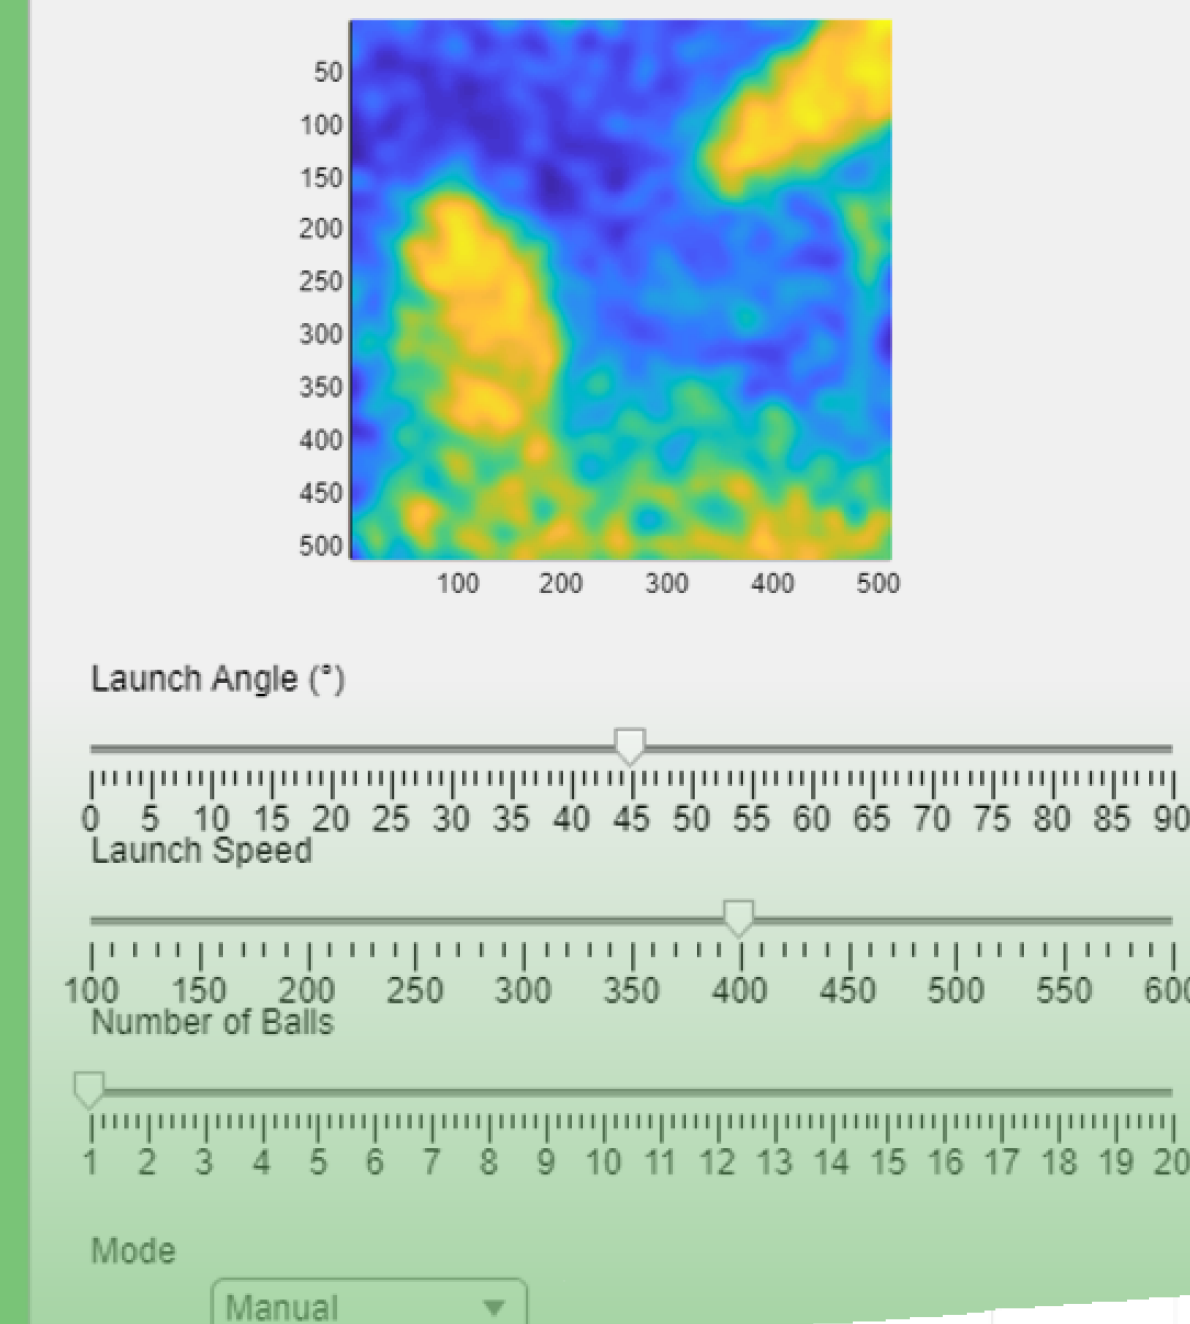 50
100
150
200
250
300
350
400
450
500
100 200 300 400 500
Launch Angle (°)
0 5 10 15 20 25 30 35 40 45 50 55 60 65 70 75 80 85 90
Launch Speed
100 150 200 250 300 350 400 450 500 550 600
Number of Balls
1 2 3 4 5 6 7 8 9 10 11 12 13 14 15 16 17 18 19 20
Mode
Manual